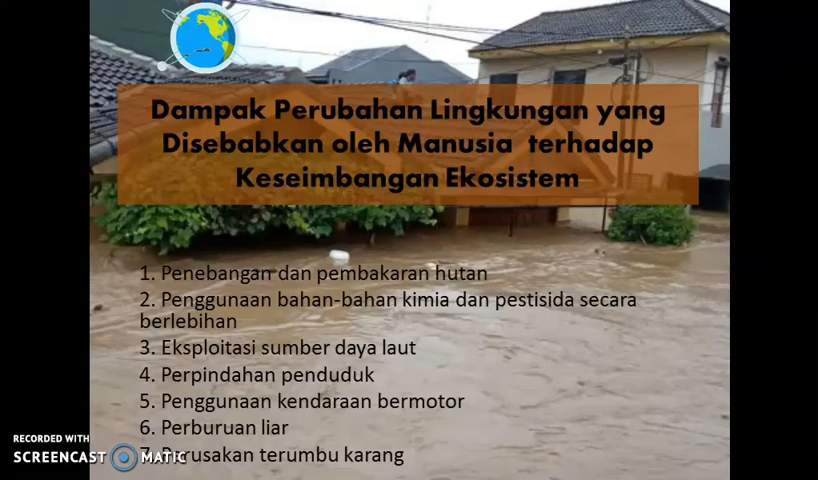 Dampak Perubahan Lingkungan yang
Disebabkan oleh Manusia terhadap
Keseimbangan Ekosistem
1. Penebangan dan pembakaran hutan
2. Penggunaan bahan-bahan kimia dan pestisida secara
berlebihan
3. Eksploitasi sumber daya laut
4. Perpindahan penduduk
5. Penggunaan kendaraan bermotor
6. Perburuan liar
terumbu karang
RECORDED WITH
SCREENCAST MATIC